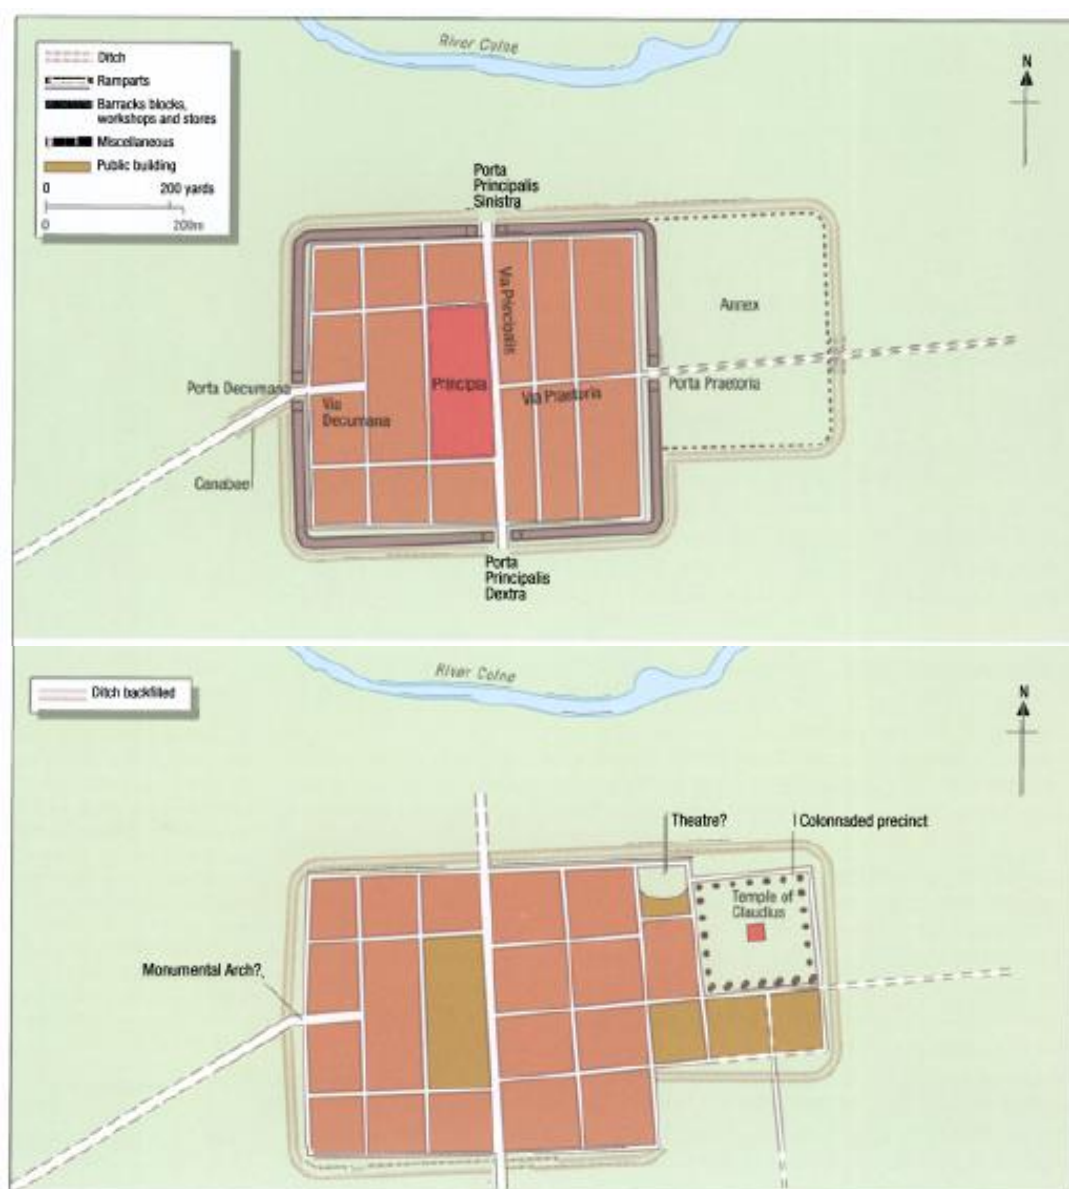 River Colne
N
Ditch
Ramparts
Barracks blocks,
workshops and stores
Miscellaneous
Public building
0 200 yards
0 200m
Porta
Principalis
Sinistra
Via Principalis
Annex
Porta Decumana
Principia
Via Praetoria
Porta Praetoria
Via
Decumana
Canabae
Porta
Principalis
Dextra
River Colne
Ditch backfilled
N
Theatre?
Colonnaded precinct
Temple of
Claudius
Monumental Arch?